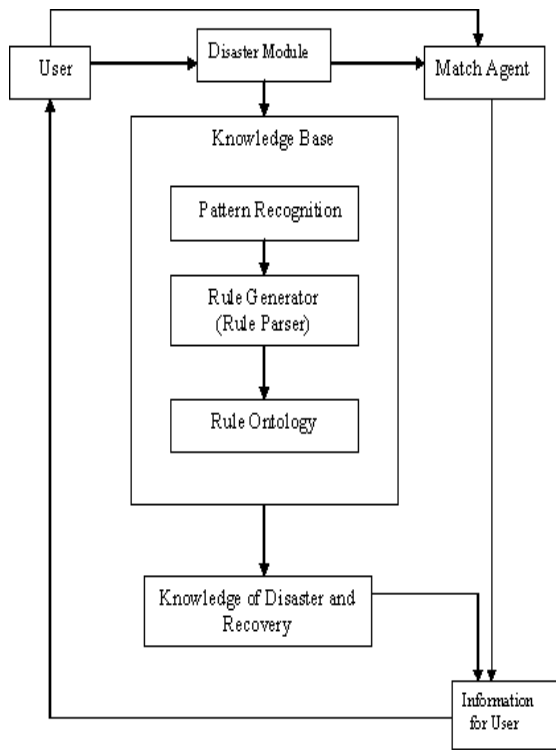 User
Disaster Module
Match Agent
Knowledge Base
Pattern Recognition
Rule Generator
(Rule Parser)
Rule Ontology
Knowledge of Disaster and
Recovery
Information
for User